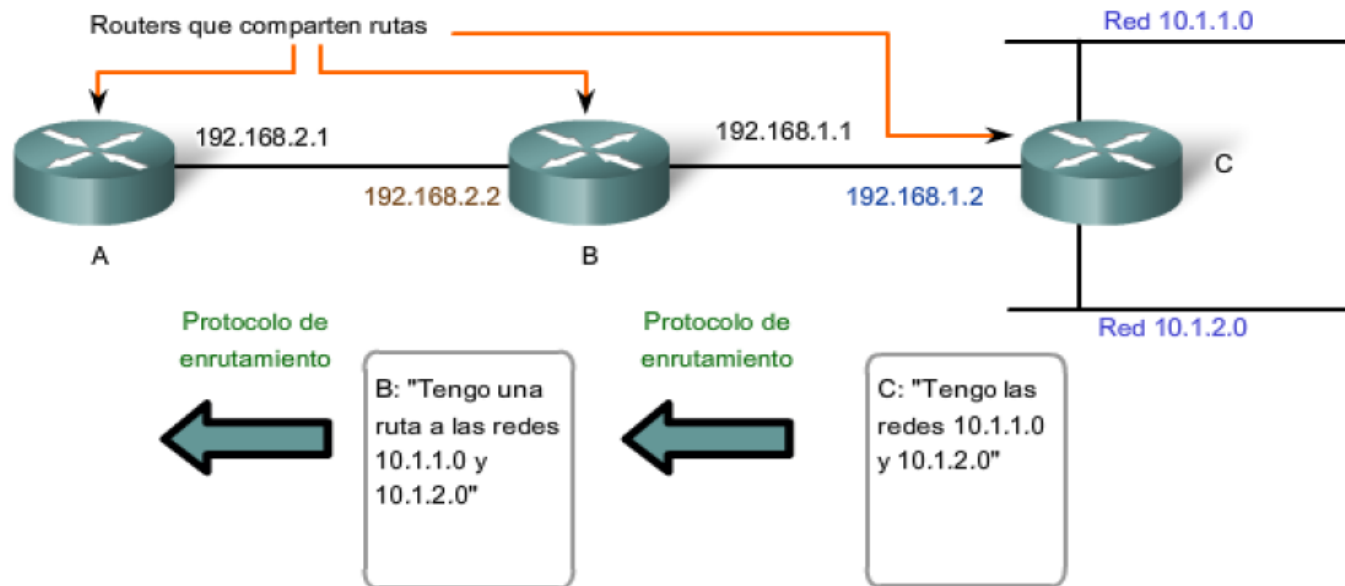 Routers que comparten rutas
Red 10.1.1.0
192.168.2.1
192.168.1.1
C
192.168.2.2
192.168.1.2
A
B
Red 10.1.2.0
Protocolo de
enrutamiento
B: "Tengo una
ruta a las redes
10.1.1.0 y
10.1.2.0"
Protocolo de
enrutamiento
C: "Tengo las
redes 10.1.1.0
y 10.1.2.0"